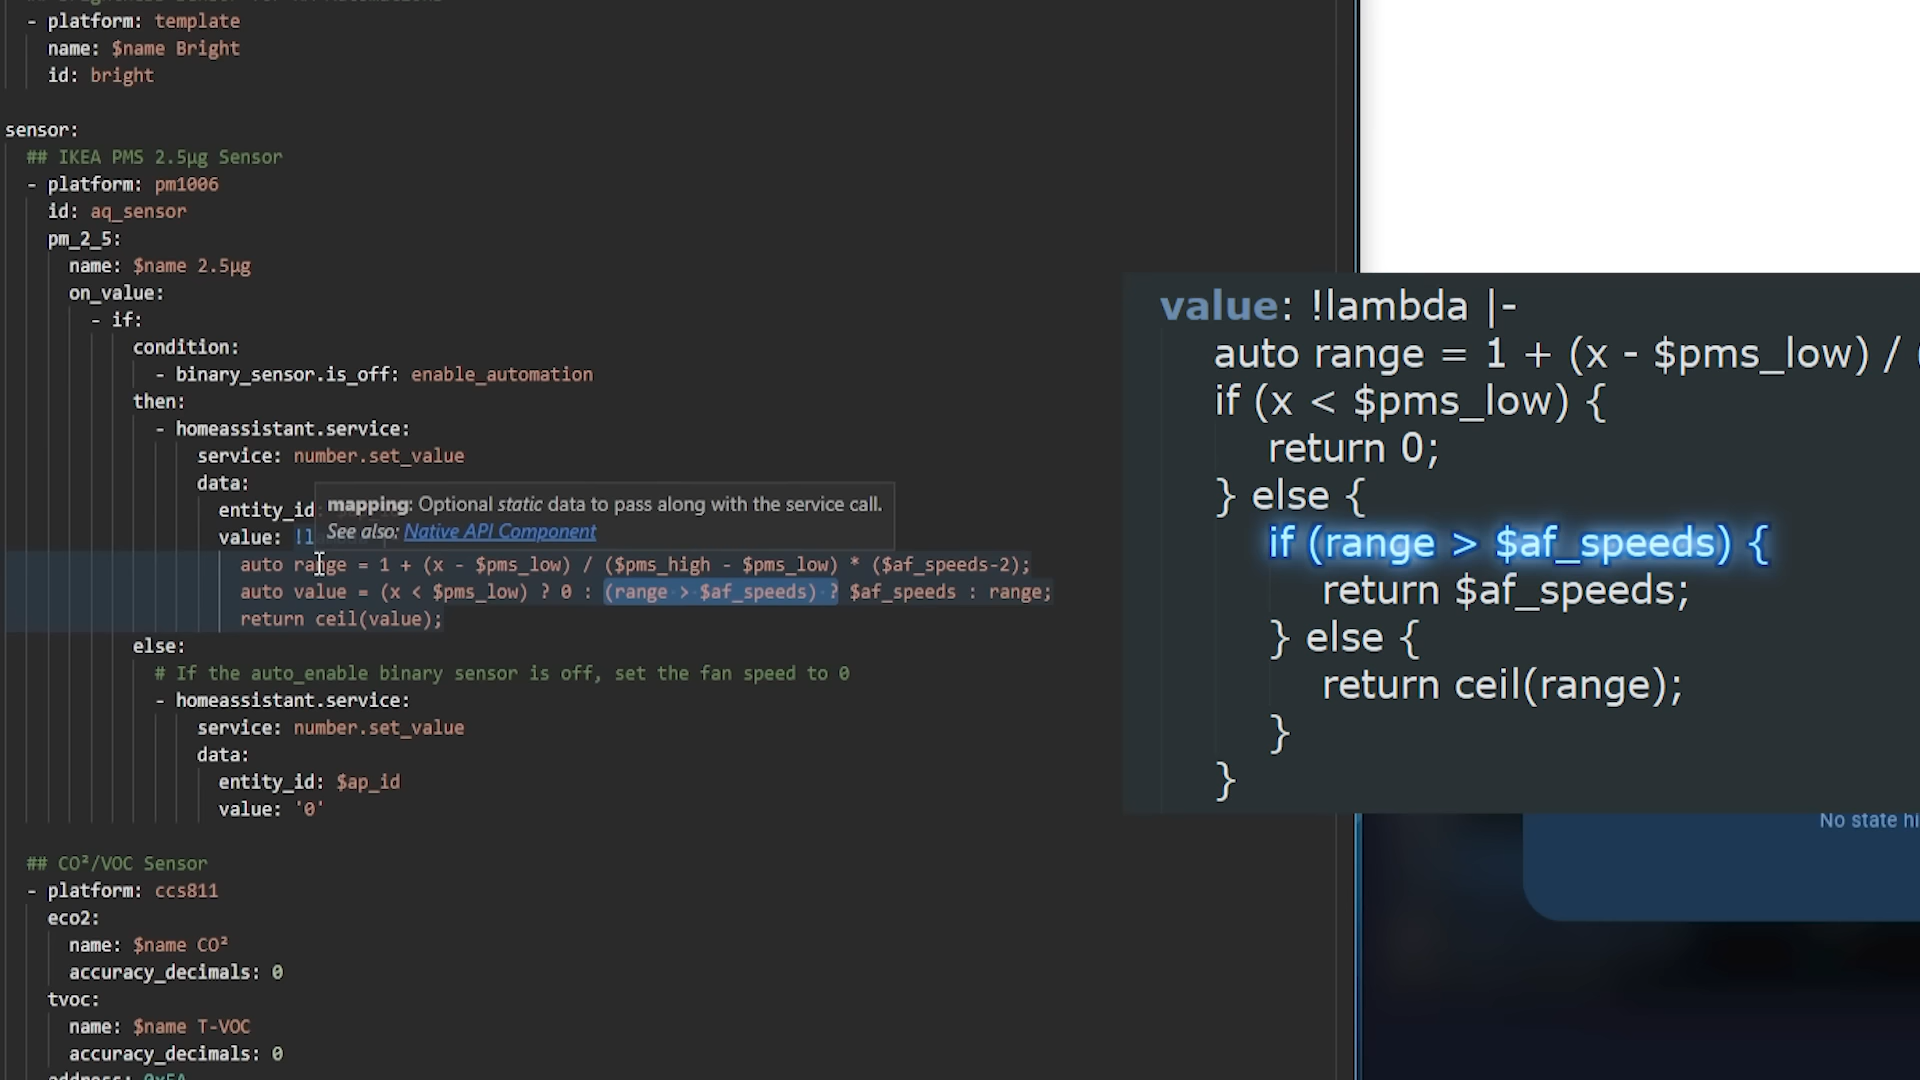 - platform: template
name: $name Bright
id: bright
sensor:
## IKEA PMS 2.5µg Sensor
- platform: pm1006
id: aq_sensor
pm_2_5:
name: $name 2.5µg
on_value:
- if:
condition:
- binary_sensor.is_off: enable_automation
then:
- homeassistant.service:
service: number.set_value
data:
entity_id
mapping: Optional static data to pass along with the service call.
See also: Native API Component
value: !l
auto range = 1 + (x - $pms_low) / ($pms_high - $pms_low) * ($af_speeds-2);
auto value = (x < $pms_low) ? 0 : (range > $af_speeds) ? $af_speeds : range;
return ceil(value);
else:
# If the auto_enable binary sensor is off, set the fan speed to 0
- homeassistant.service:
service: number.set_value
data:
entity_id: $ap_id
value: '0'
## CO²/VOC Sensor
- platform: ccs811
eco2:
name: $name CO²
accuracy_decimals: 0
tvoc:
name: $name T-VOC
accuracy_decimals: 0
value: !lambda |-
auto range = 1 + (x - $pms_low) / (
if (x < $pms_low) {
return 0;
} else {
if (range > $af_speeds) {
return $af_speeds;
} else {
return ceil(range);
}
}
No state hi